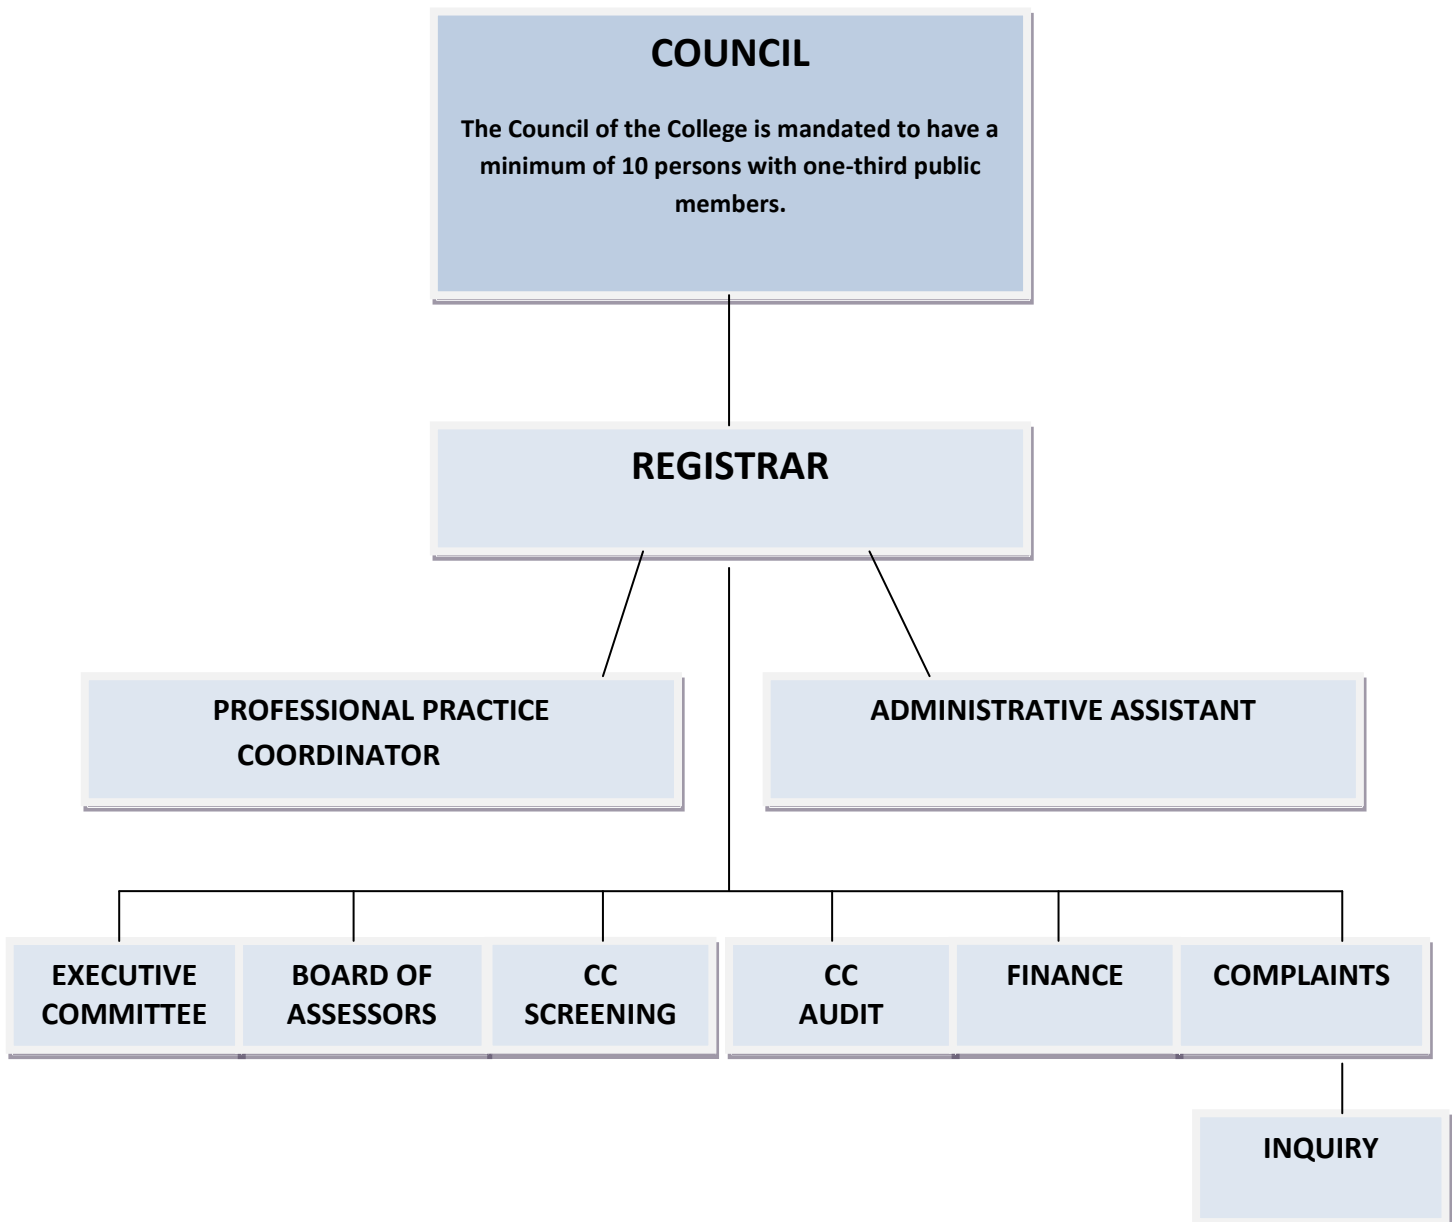 COUNCIL
The Council of the College is mandated to have a
minimum of 10 persons with one-third public
members.
REGISTRAR
PROFESSIONAL PRACTICE
COORDINATOR
ADMINISTRATIVE ASSISTANT
EXECUTIVE
COMMITTEE
BOARD OF
ASSESSORS
CC
SCREENING
CC
AUDIT
FINANCE
COMPLAINTS
INQUIRY